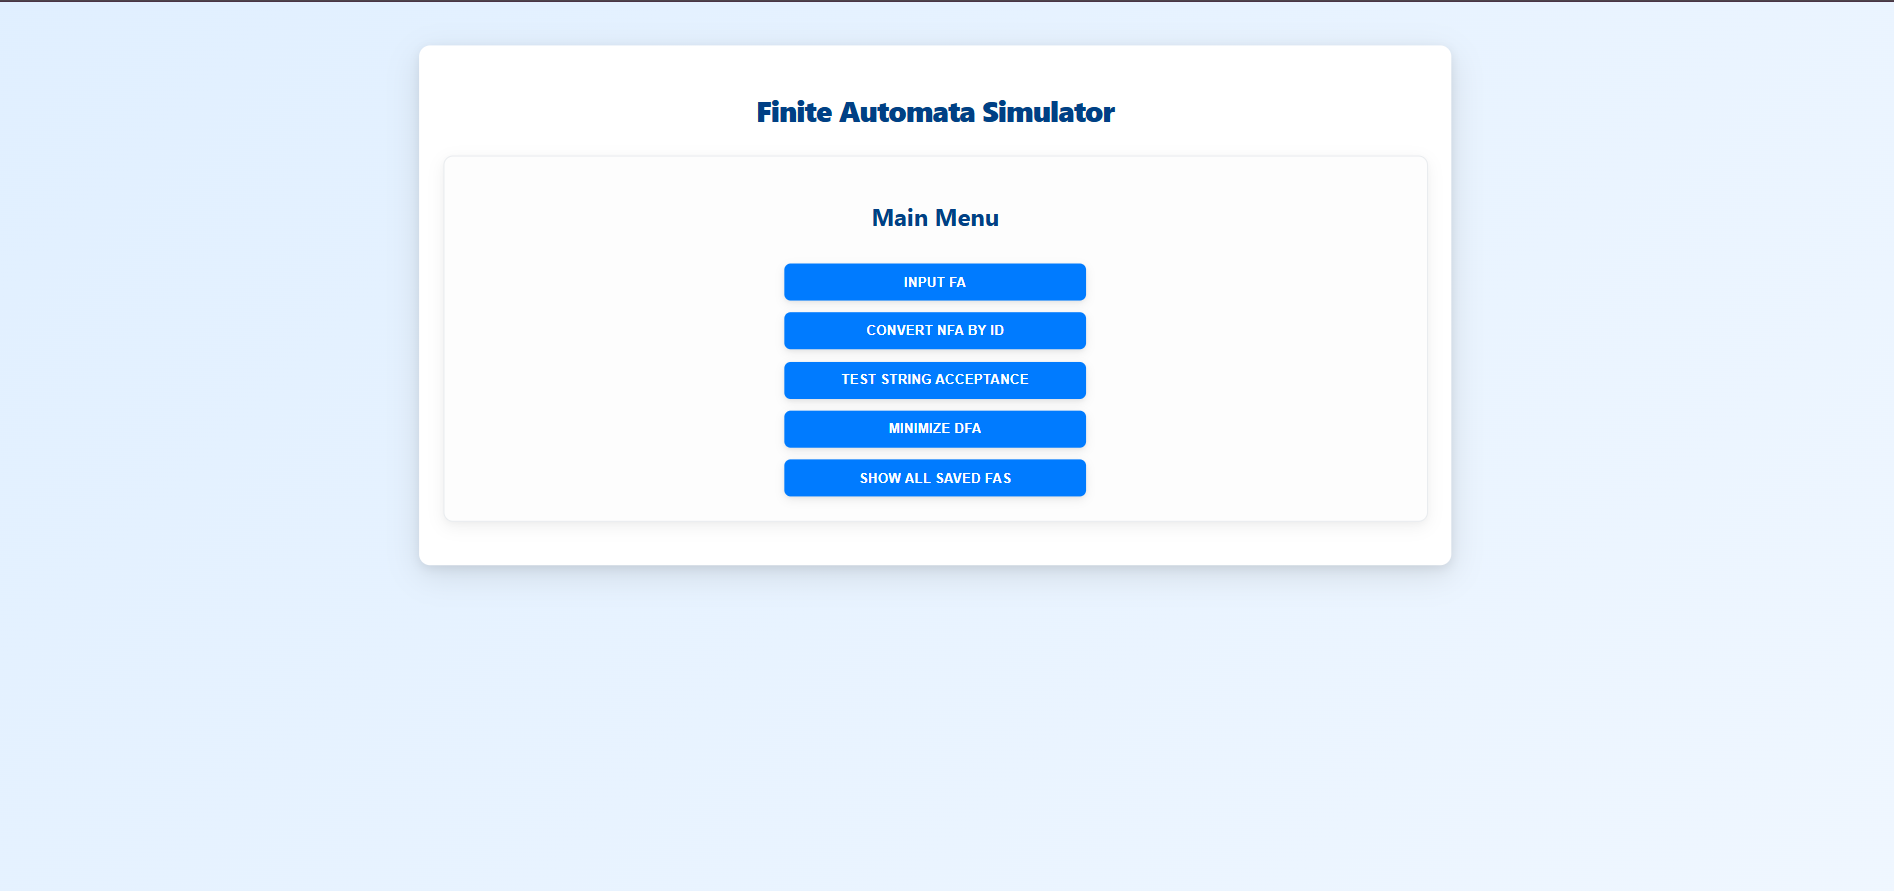 Finite Automata Simulator
Main Menu
INPUT FA
CONVERT NFA BY ID
TEST STRING ACCEPTANCE
MINIMIZE DFA
SHOW ALL SAVED FAS